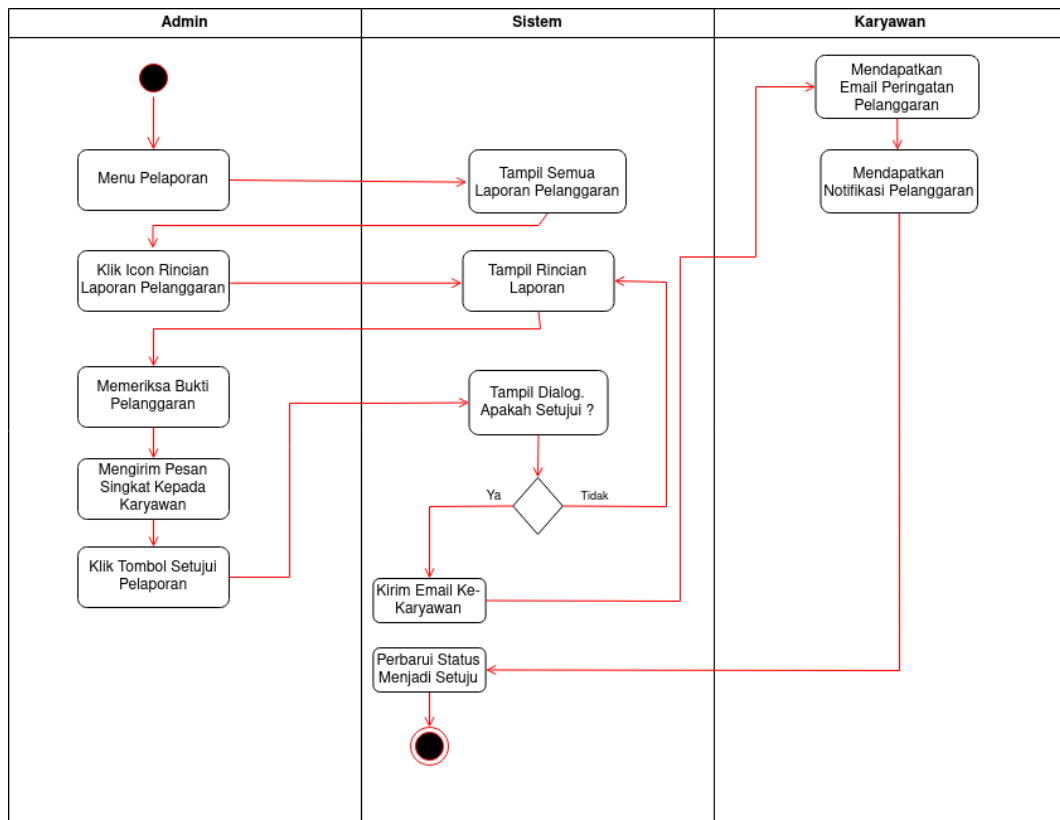 Admin
Sistem
Karyawan
Mendapatkan
Email Peringatan
Pelanggaran
Menu Pelaporan
Tampil Semua
Laporan Pelanggaran
Mendapatkan
Notifikasi Pelanggaran
Klik Icon Rincian
Laporan Pelanggaran
Tampil Rincian
Laporan
Memeriksa Bukti
Pelanggaran
Tampil Dialog.
Apakah Setujui ?
Mengirim Pesan
Singkat Kepada
Karyawan
Ya
Tidak
Klik Tombol Setujui
Pelaporan
Kirim Email Ke-
Karyawan
Perbarui Status
Menjadi Setuju